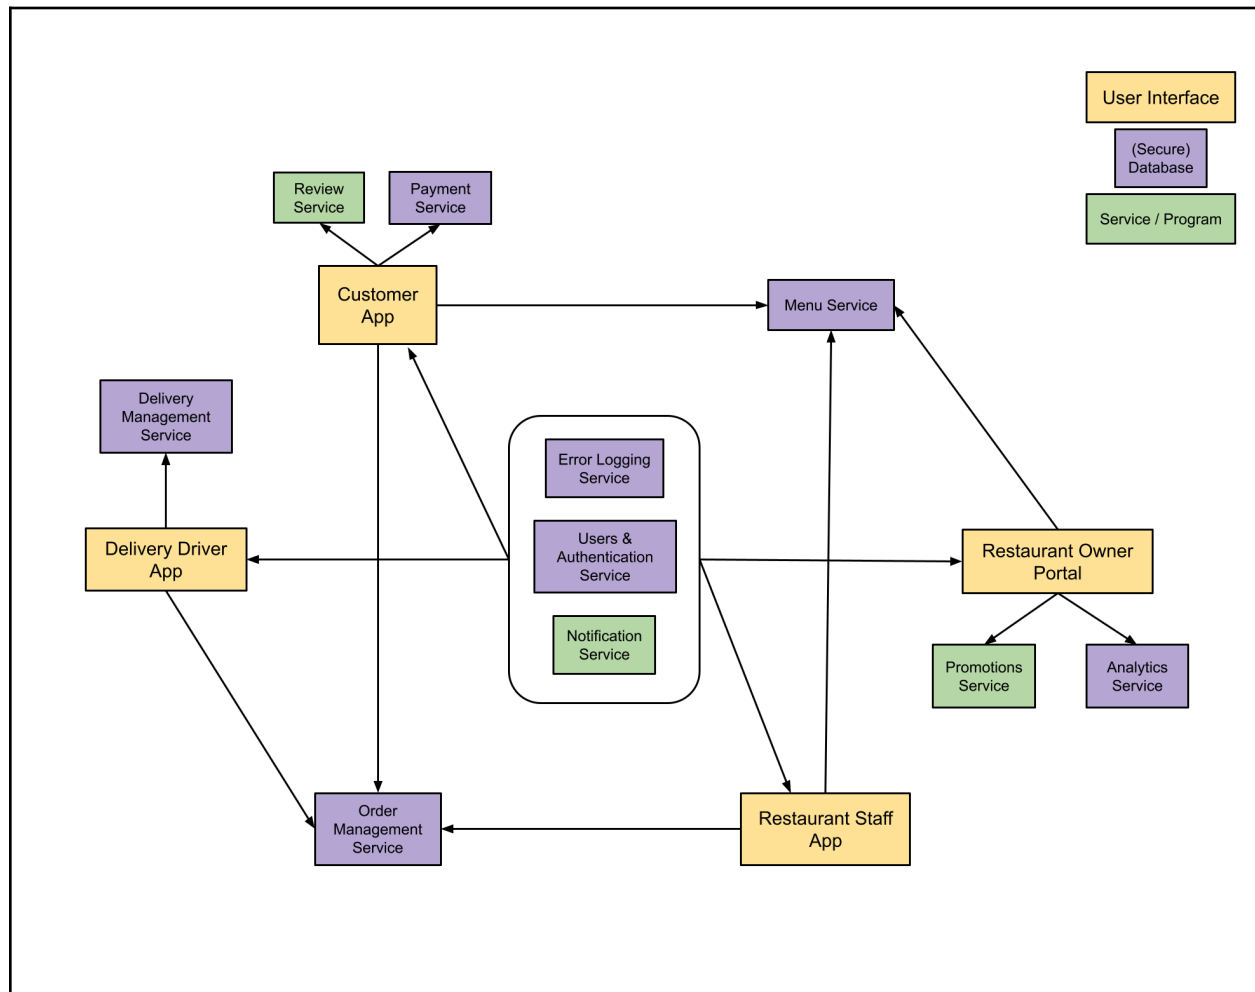 User Interface
(Secure)
Database
Service / Program
Review
Service
Payment
Service
Customer
App
Menu Service
Delivery
Management
Service
Error Logging
Service
Users &
Authentication
Service
Notification
Service
Delivery Driver
App
Restaurant Owner
Portal
Promotions
Service
Analytics
Service
Order
Management
Service
Restaurant Staff
App